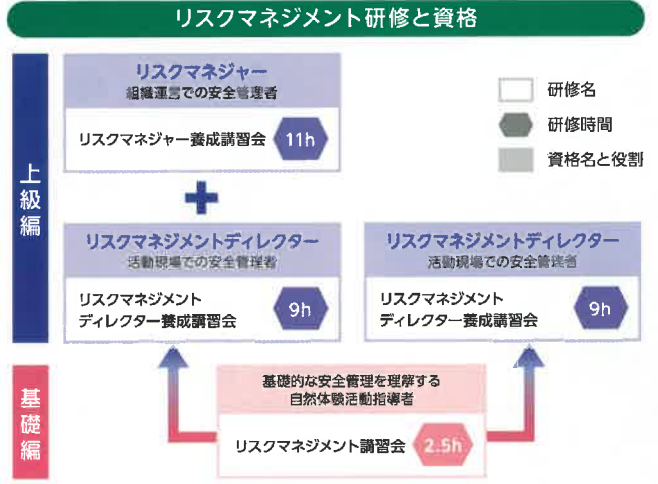 リスクマネジメント研修と資格
上級編
リスクマネジャー
組織運営での安全管理者
リスクマネジャー養成講習会
11h
研修名
研修時間
資格名と役割
リスクマネジメントディレクター
活動現場での安全管理者
リスクマネジメント
ディレクター養成講習会
9h
リスクマネジメントディレクター
活動現場での安全管理者
リスクマネジメント
ディレクター養成講習会
9h
基礎編
基礎的な安全管理を理解する
自然体験活動指導者
リスクマネジメント講習会
2.5h